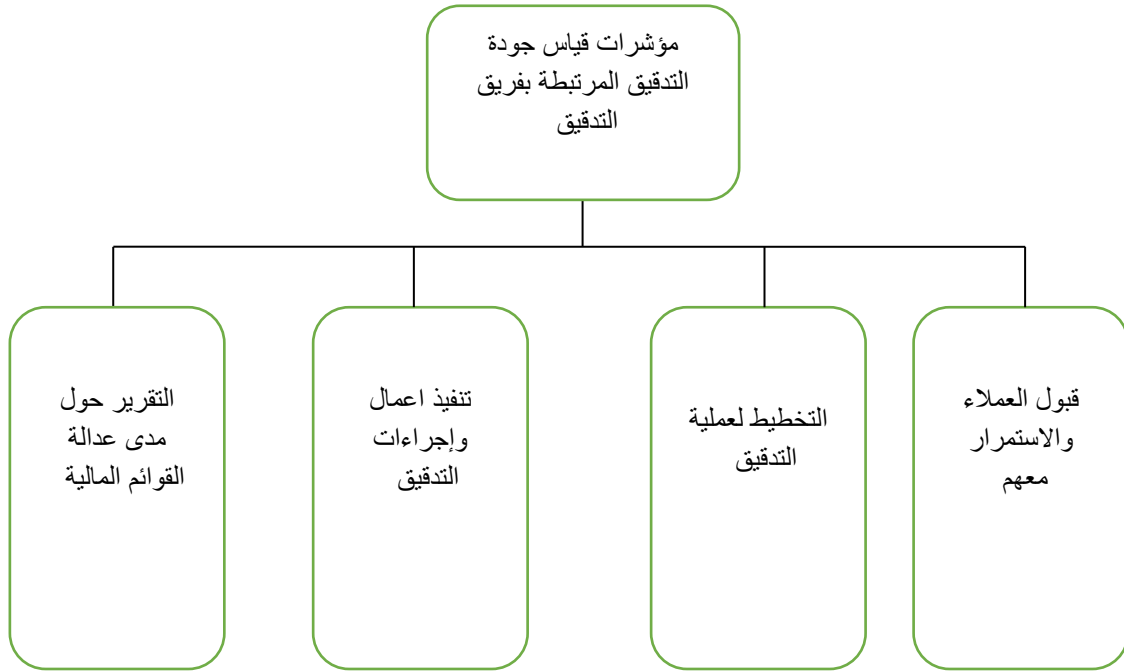 مؤشرات قياس جودة
التدقيق المرتبطة بفريق
التدقيق
قبول العملاء
والاستمرار
معهم
التخطيط لعملية
التدقيق
تنفيذ اعمال
وإجراءات
التدقيق
التقرير حول
مدى عدالة
القوائم المالية